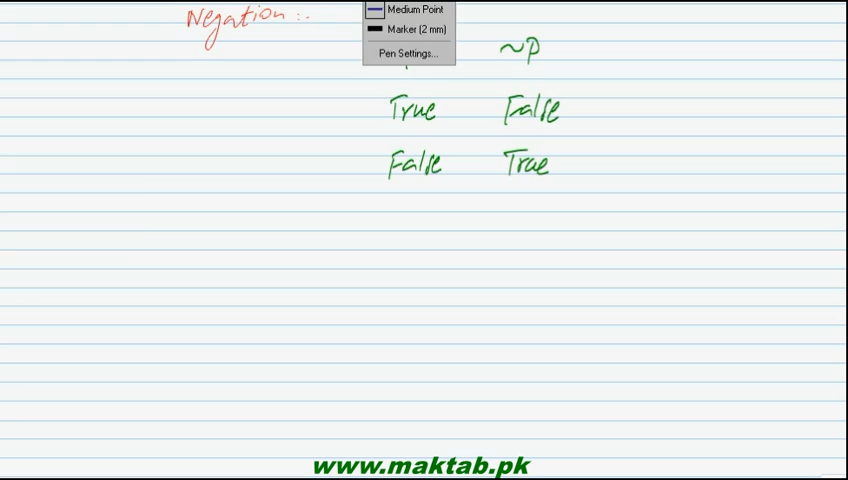 Negation:.
Medium Point
Marker (2 mm)
Pen Settings...
~p
True False
False True
www.maktab.pk